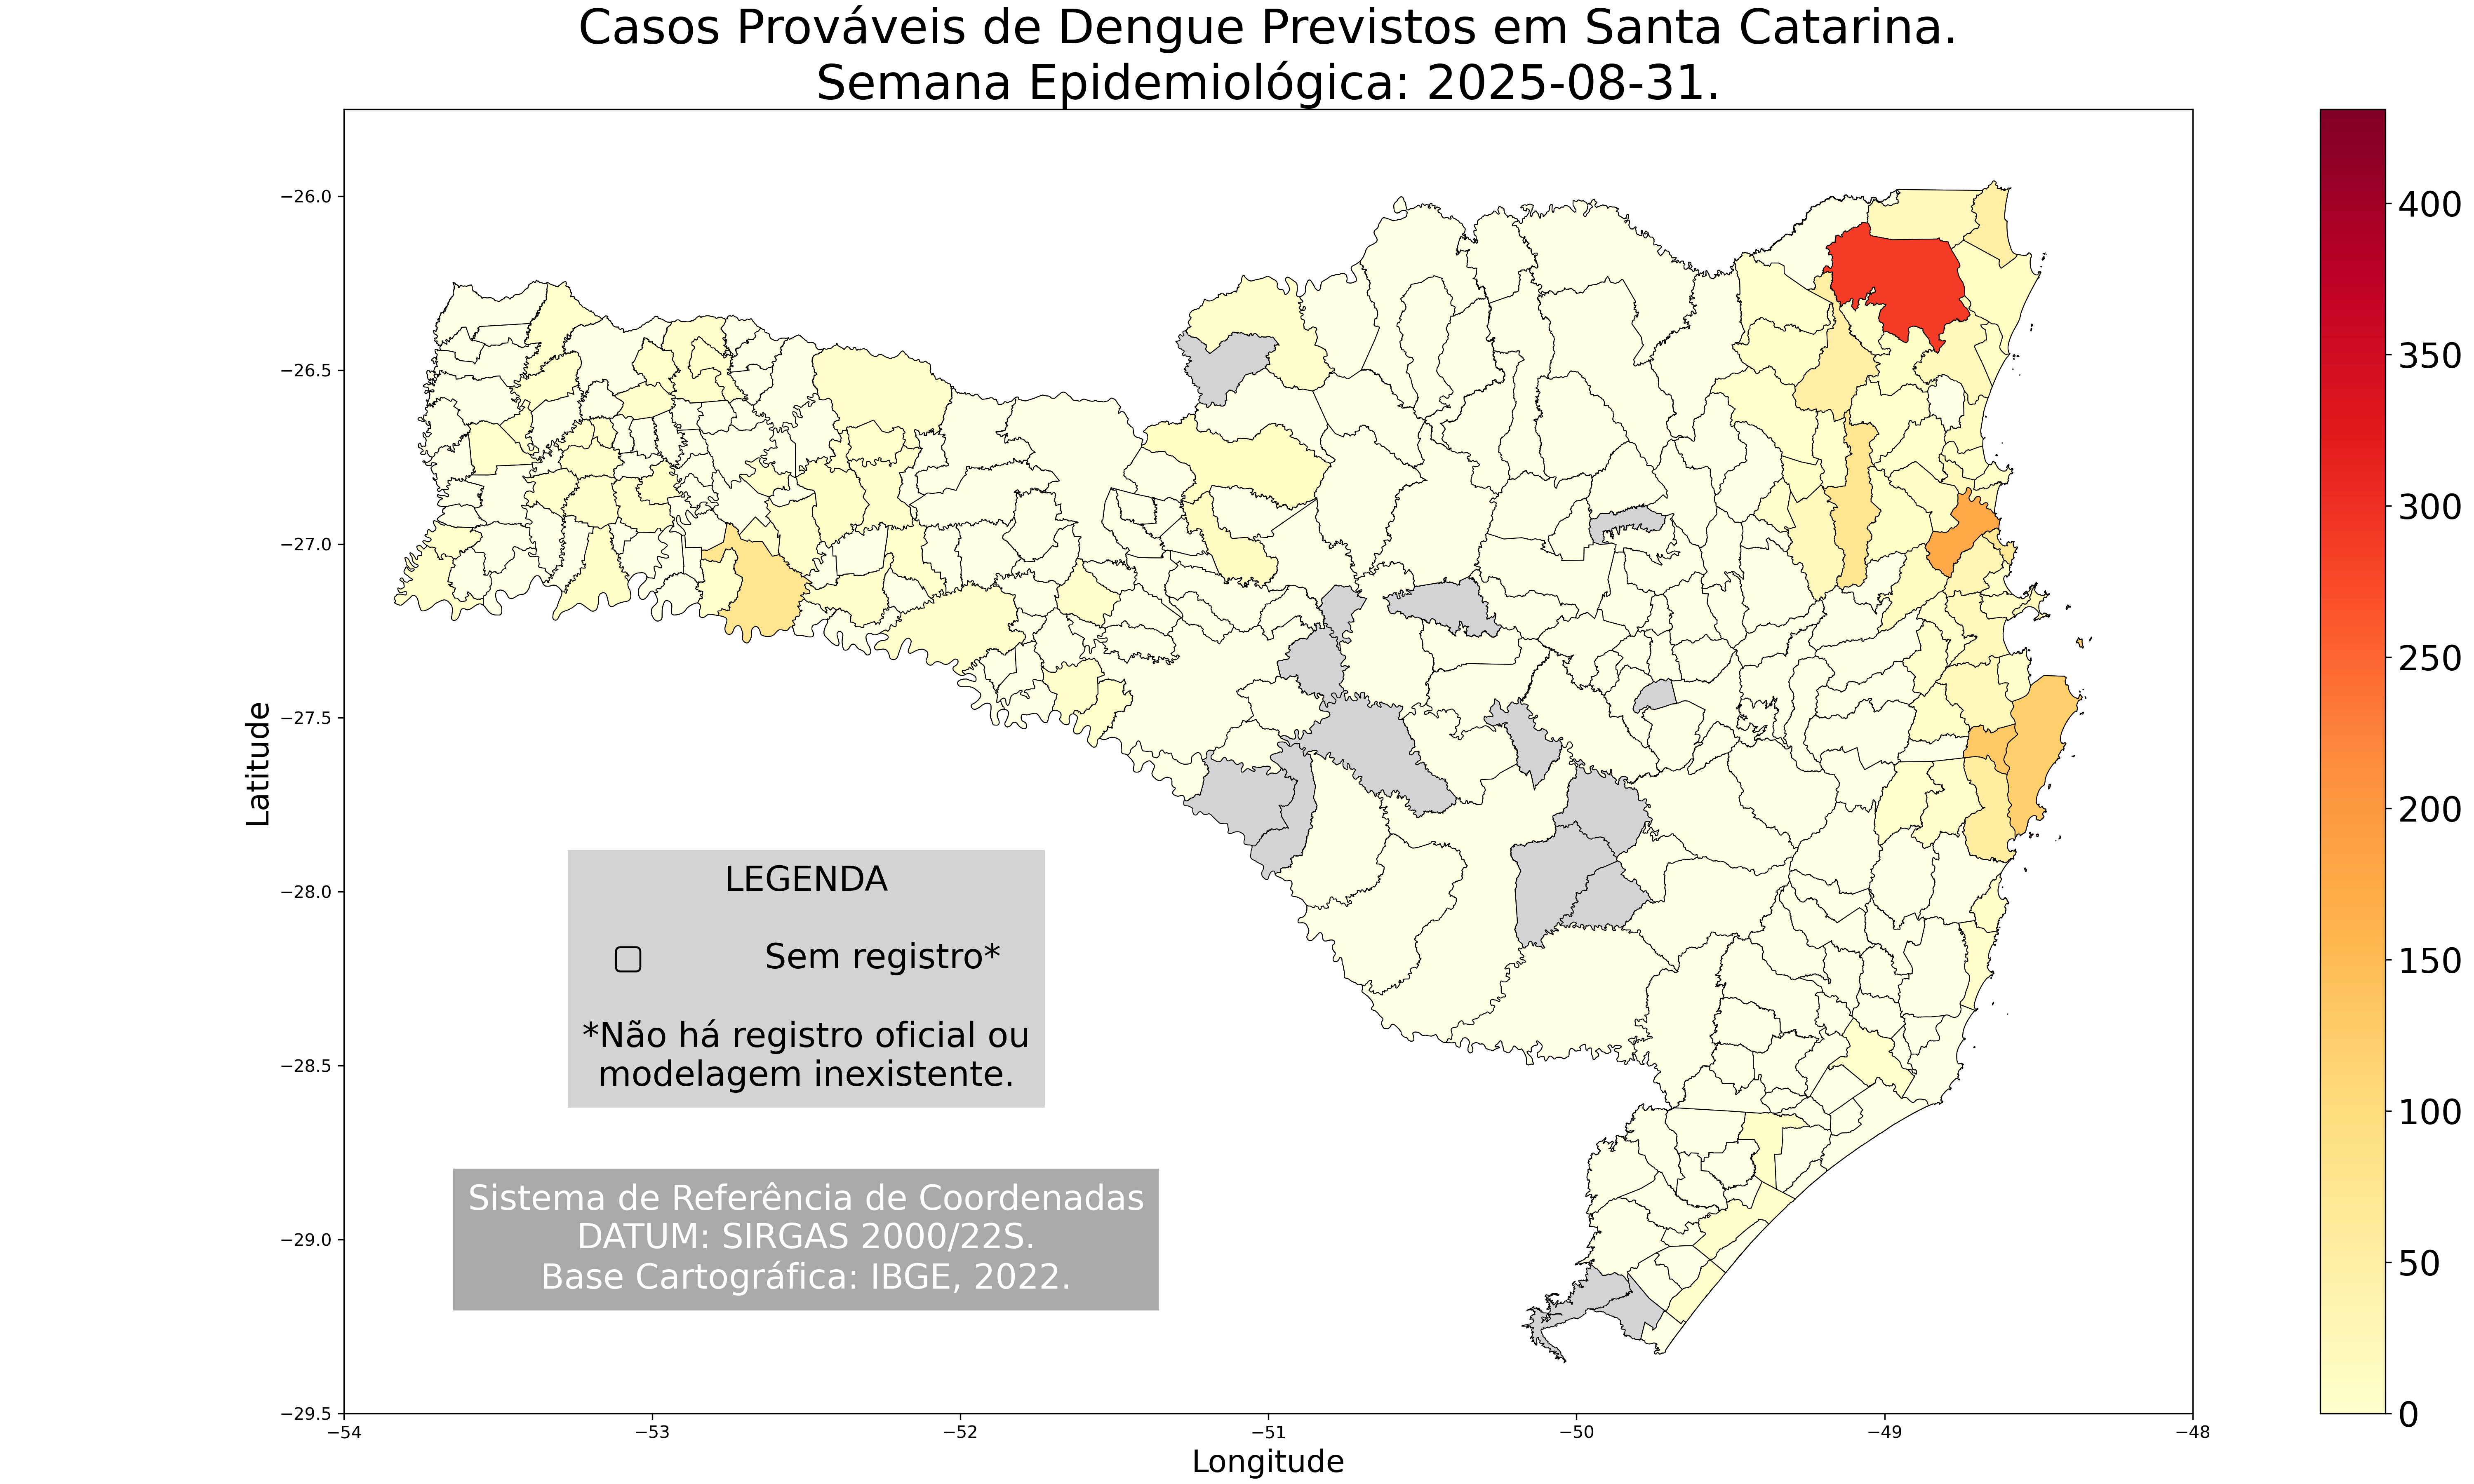 Casos Prováveis de Dengue Previstos em Santa Catarina.
Semana Epidemiológica: 2025-08-31.
−26.0
−26.5
−27.0
−27.5
−28.0
−28.5
−29.0
−29.5
Latitude
−54
−53
−52
−51
−50
−49
−48
Longitude
LEGENDA
▢ Sem registro*
*Não há registro oficial ou
modelagem inexistente.
Sistema de Referência de Coordenadas
DATUM: SIRGAS 2000/22S.
Base Cartográfica: IBGE, 2022.
400
350
300
250
200
150
100
50
0